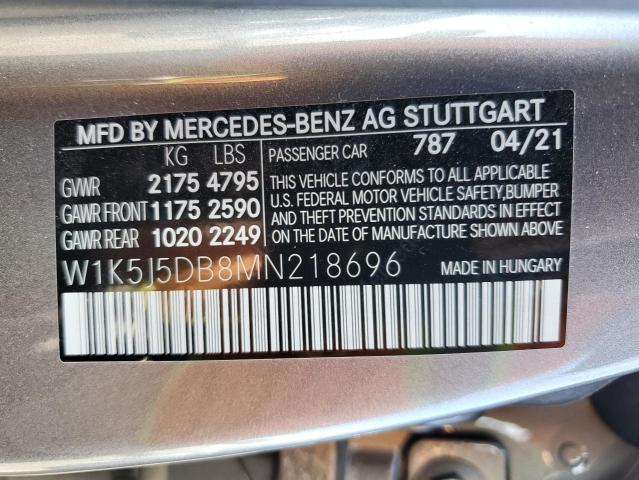 MFD BY MERCEDES-BENZ AG STUTTGART
KG LBS
GVWR 2175 4795
GAWR FRONT 1175 2590
GAWR REAR 1020 2249
PASSENGER CAR 787 04/21
THIS VEHICLE CONFORMS TO ALL APPLICABLE
U.S. FEDERAL MOTOR VEHICLE SAFETY,BUMPER
AND THEFT PREVENTION STANDARDS IN EFFECT
ON THE DATE OF MANUFACTURE SHOWN ABOVE.
W1K5J5DB8MN218696
MADE IN HUNGARY